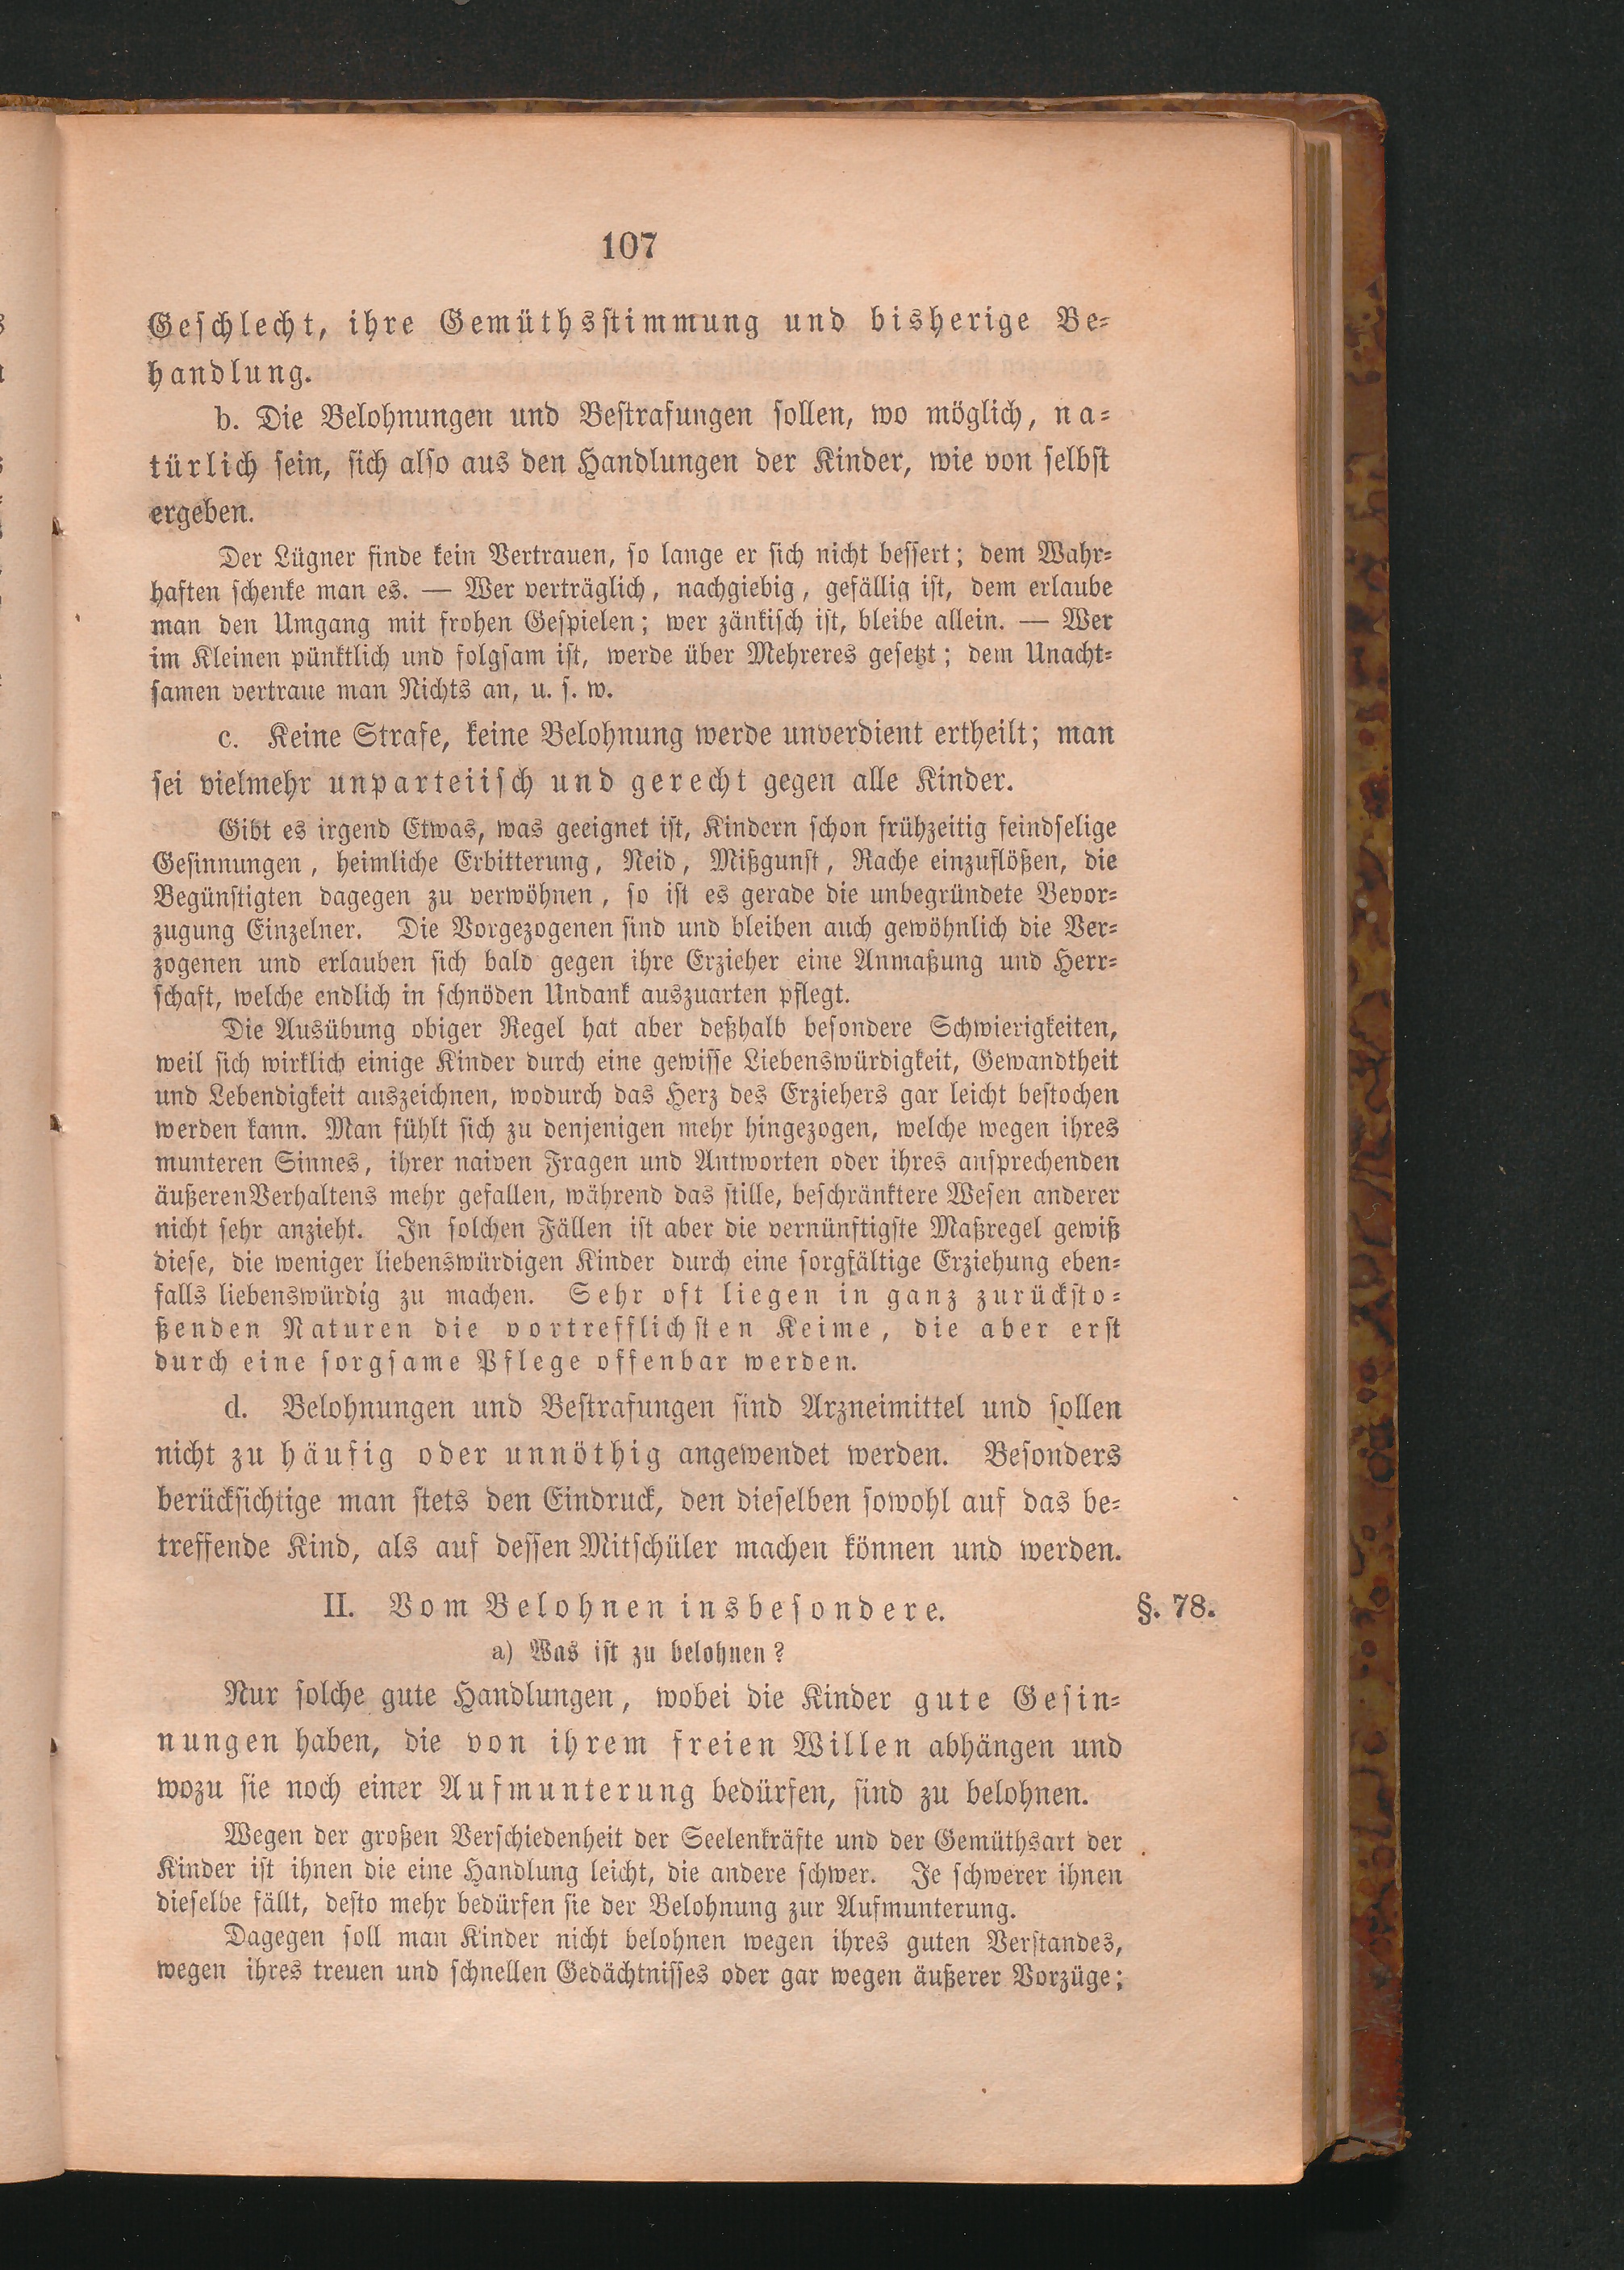 107
Geschlecht, ihre Gemüthsstimmung und bisherige Be-
handlung.
b. Die Belohnungen und Bestrafungen sollen, wo möglich, na-
türlich sein, sich also aus den Handlungen der Kinder, wie von selbst
ergeben.
Der Lügner finde kein Vertrauen, so lange er sich nicht bessert; dem Wahr-
haften schenke man es. — Wer verträglich, nachgiebig, gefällig ist, dem erlaube
man den Umgang mit frohen Gespielen; wer zänkisch ist, bleibe allein. — Wer
im Kleinen pünktlich und folgsam ist, werde über Mehreres gesetzt; dem Unacht-
samen vertraue man Nichts an, u. s. w.
c. Keine Strafe, keine Belohnung werde unverdient ertheilt; man
sei vielmehr unparteiisch und gerecht gegen alle Kinder.
Gibt es irgend Etwas, was geeignet ist, Kindern schon frühzeitig feindselige
Gesinnungen, heimliche Erbitterung, Neid, Mißgunst, Rache einzuflößen, die
Begünstigten dagegen zu verwöhnen, so ist es gerade die unbegründete Bevor-
zugung Einzelner. Die Vorgezogenen sind und bleiben auch gewöhnlich die Ver-
zogenen und erlauben sich bald gegen ihre Erzieher eine Anmaßung und Herr-
schaft, welche endlich in schnöden Undank auszuarten pflegt.
Die Ausübung obiger Regel hat aber deßhalb besondere Schwierigkeiten,
weil sich wirklich einige Kinder durch eine gewisse Liebenswürdigkeit, Gewandtheit
und Lebendigkeit auszeichnen, wodurch das Herz des Erziehers gar leicht bestochen
werden kann. Man fühlt sich zu denjenigen mehr hingezogen, welche wegen ihres
munteren Sinnes, ihrer naiven Fragen und Antworten oder ihres ansprechenden
äußeren Verhaltens mehr gefallen, während das stille, beschränktere Wesen anderer
nicht sehr anzieht. In solchen Fällen ist aber die vernünftigste Maßregel gewiß
diese, die weniger liebenswürdigen Kinder durch eine sorgfältige Erziehung eben-
falls liebenswürdig zu machen. Sehr oft liegen in ganz zurücksto-
ßenden Naturen die vortrefflichsten Keime, die aber erst
durch eine sorgsame Pflege offenbar werden.
d. Belohnungen und Bestrafungen sind Arzneimittel und sollen
nicht zu häufig oder unnöthig angewendet werden. Besonders
berücksichtige man stets den Eindruck, den dieselben sowohl auf das be-
treffende Kind, als auf dessen Mitschüler machen können und werden.
II. Vom Belohnen insbesondere. §. 78.
a) Was ist zu belohnen?
Nur solche gute Handlungen, wobei die Kinder gute Gesin-
nungen haben, die von ihrem freien Willen abhängen und
wozu sie noch einer Aufmunterung bedürfen, sind zu belohnen.
Wegen der großen Verschiedenheit der Seelenkräfte und der Gemüthsart der
Kinder ist ihnen die eine Handlung leicht, die andere schwer. Je schwerer ihnen
dieselbe fällt, desto mehr bedürfen sie der Belohnung zur Aufmunterung.
Dagegen soll man Kinder nicht belohnen wegen ihres guten Verstandes,
wegen ihres treuen und schnellen Gedächtnisses oder gar wegen äußerer Vorzüge;